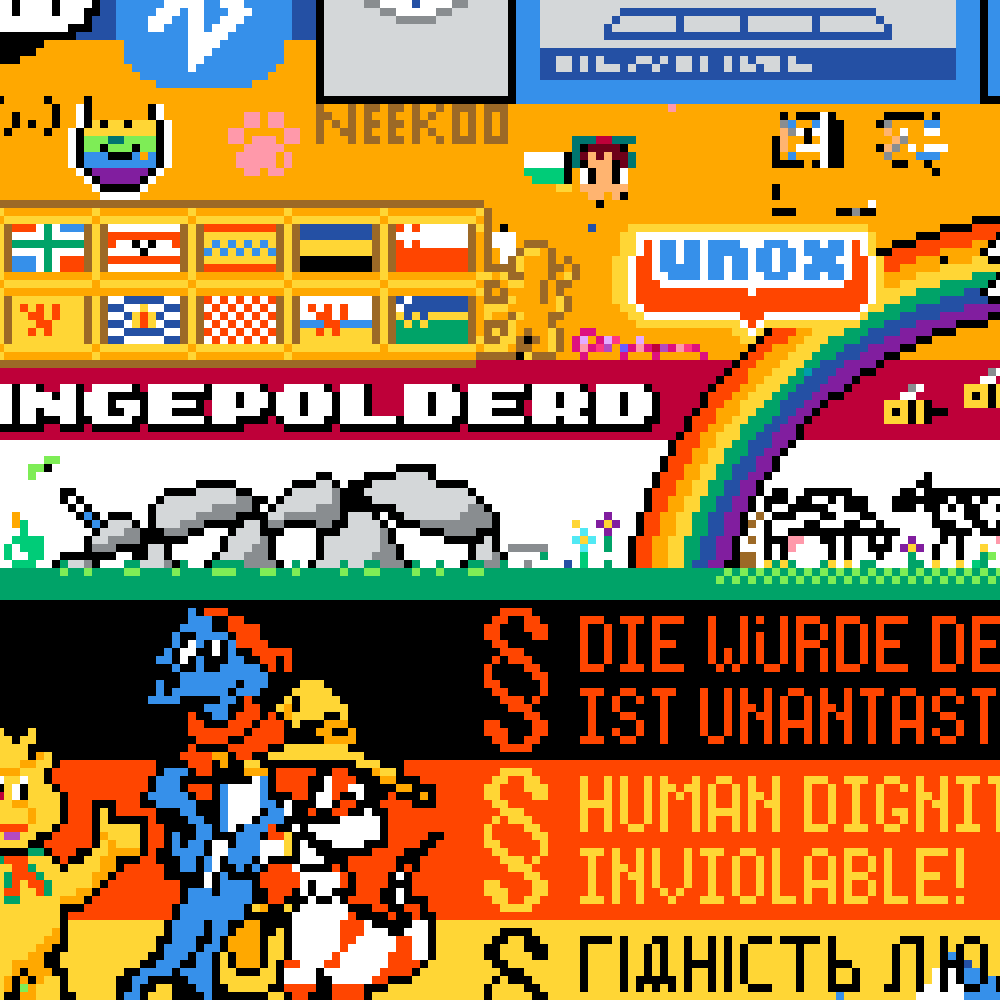 NEEKOO
unox
INGEPOLDERD
§ DIE WÜRDE DE
IST UNANTAST
§ HUMAN DIGNIT
INVIOLABLE!
§ ГІДНІСТЬ ЛЮ